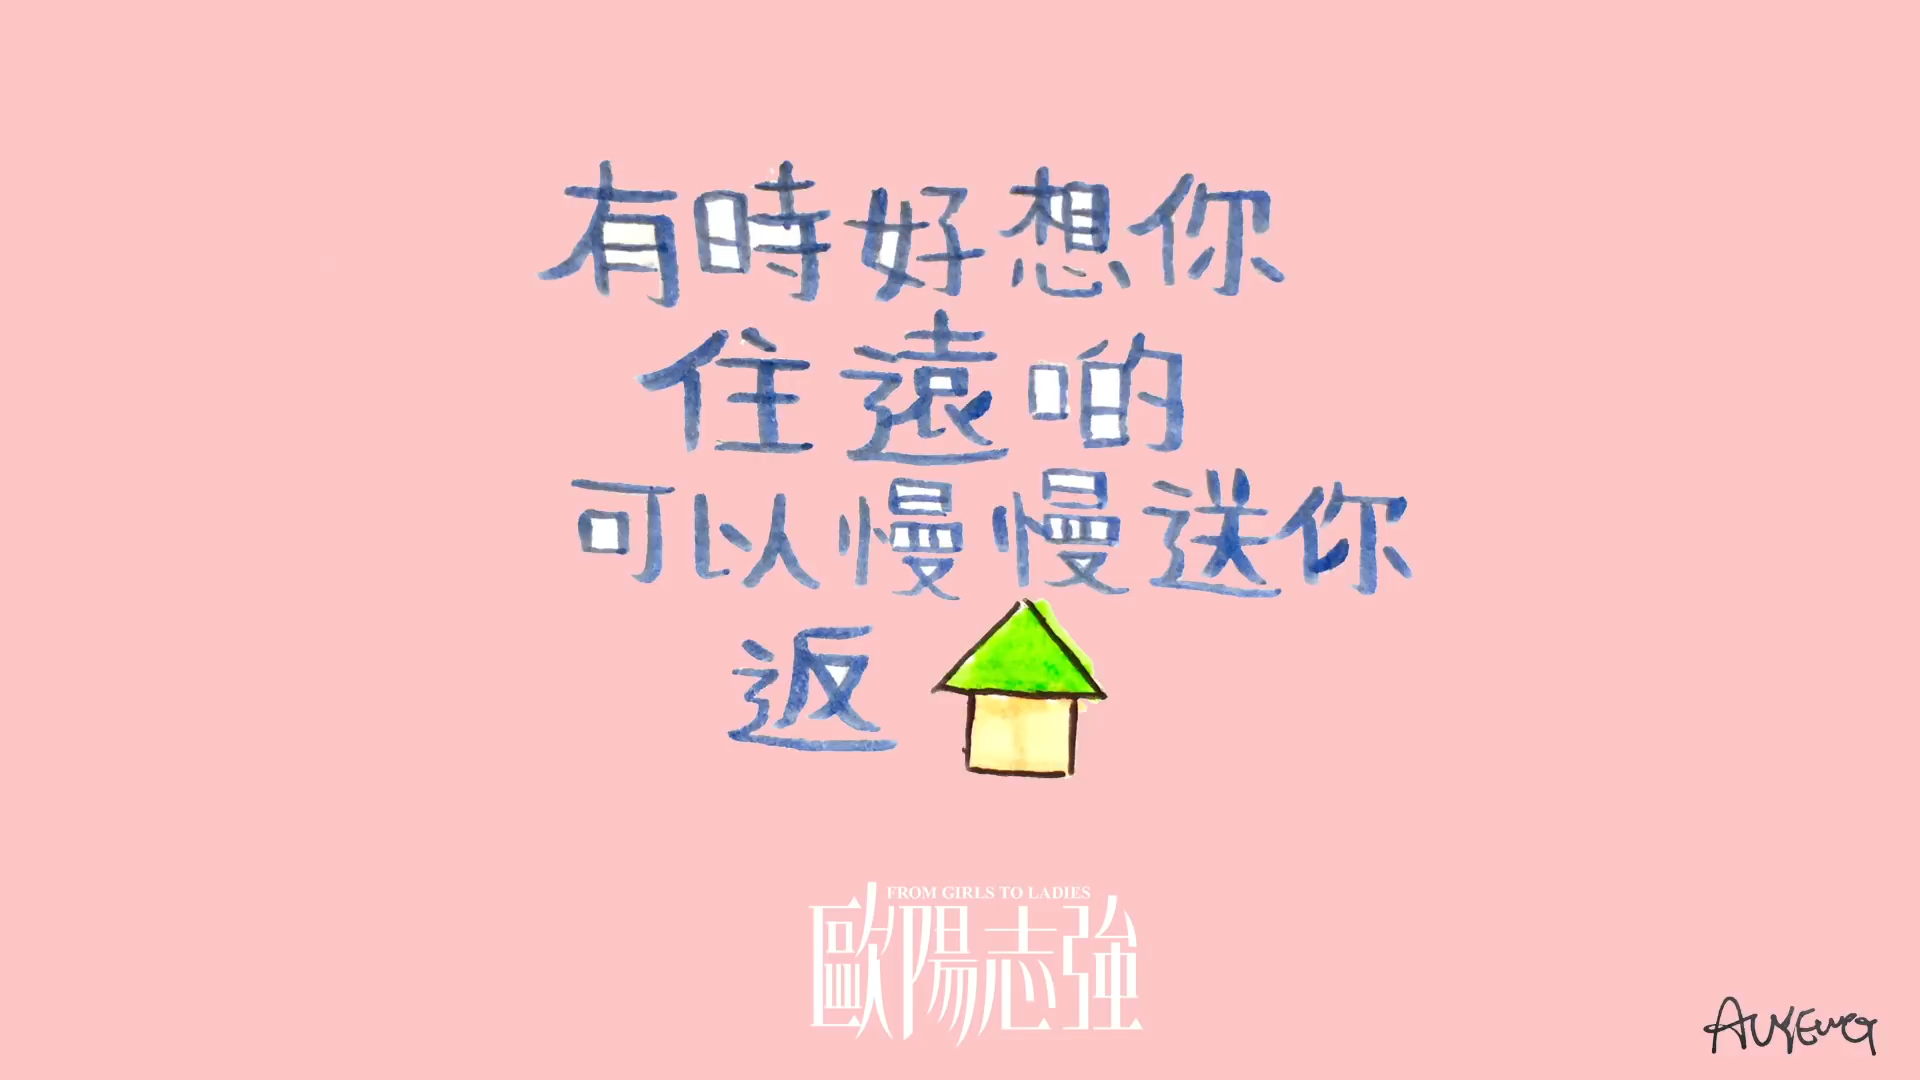 有時好想你
住遠啲
可以慢慢送你
返
FROM GIRLS TO LADIES
歐陽志強
AUYEUNG